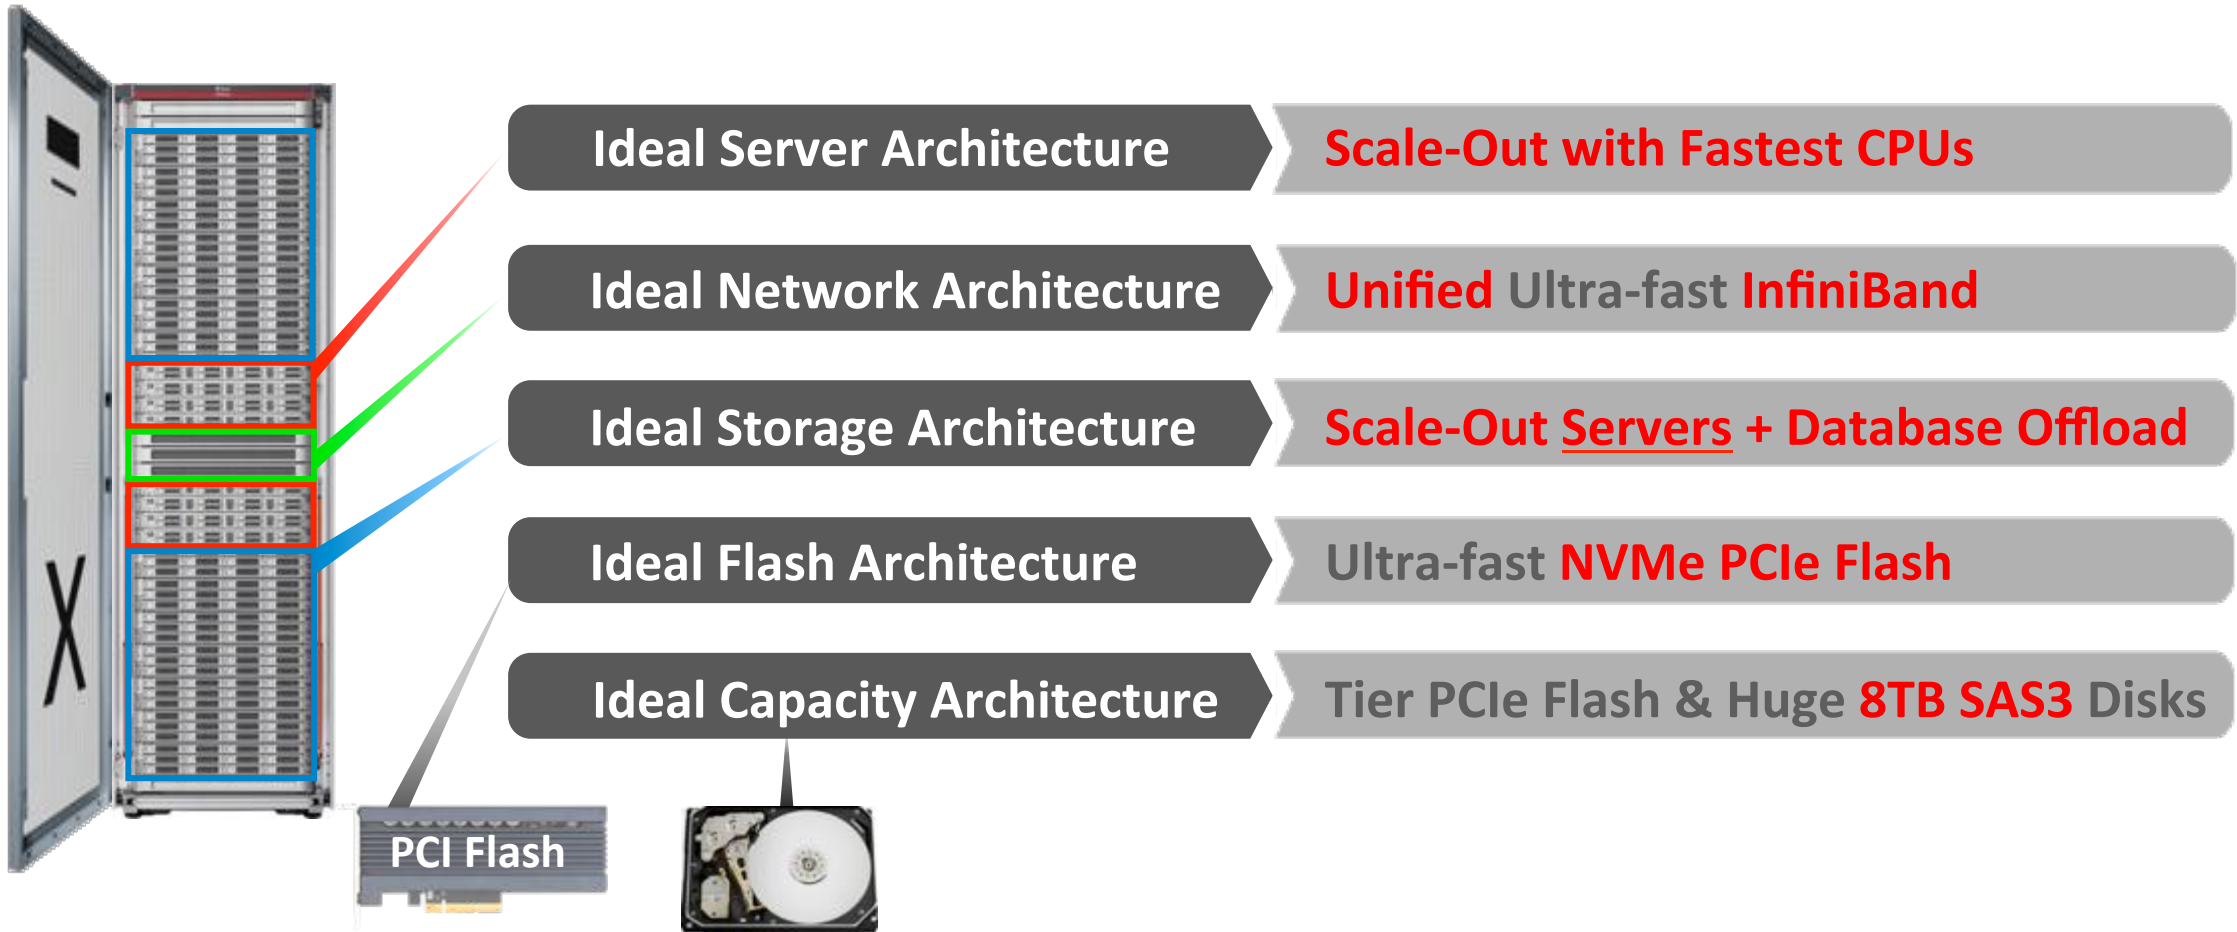 Ideal Server Architecture
Scale-Out with Fastest CPUs
Ideal Network Architecture
Unified Ultra-fast InfiniBand
Ideal Storage Architecture
Scale-Out Servers + Database Offload
Ideal Flash Architecture
Ultra-fast NVMe PCIe Flash
Ideal Capacity Architecture
Tier PCIe Flash & Huge 8TB SAS3 Disks
PCI Flash
X